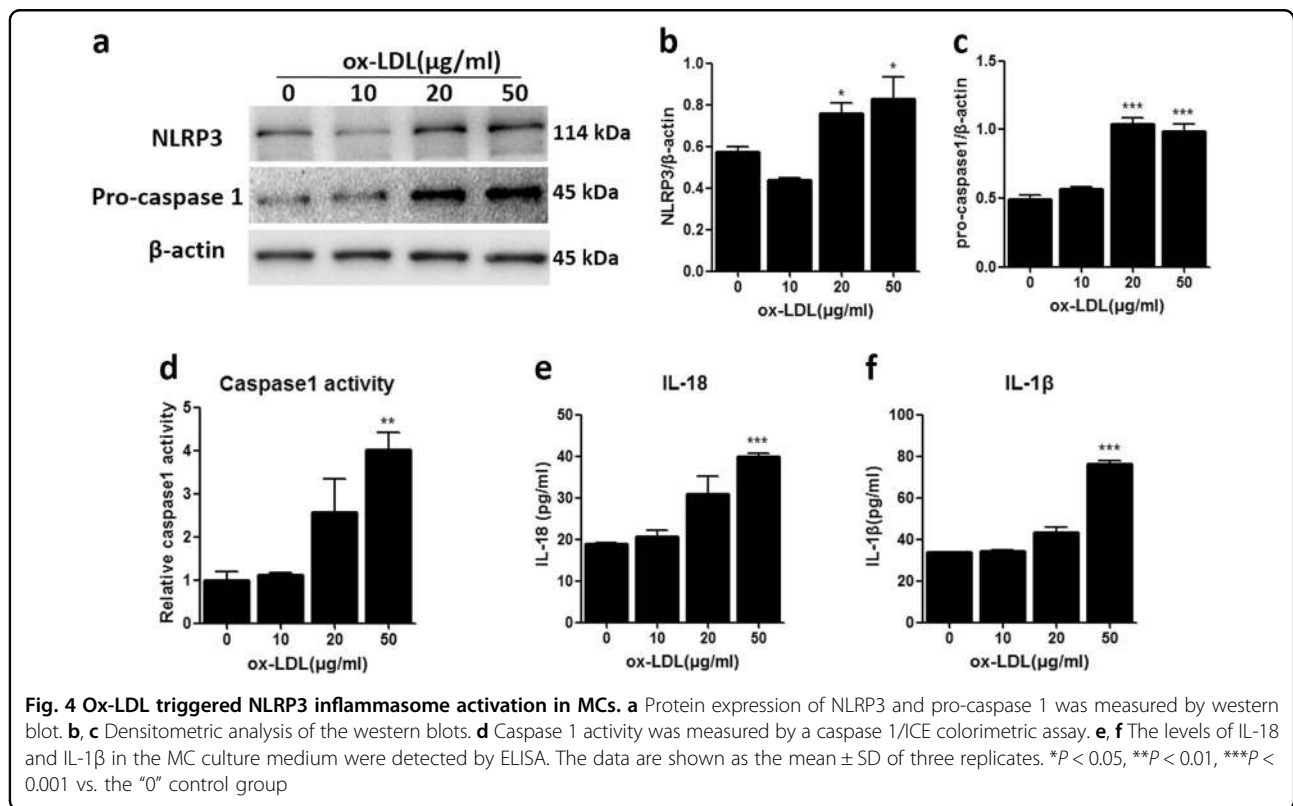 a
ox-LDL(µg/ml)
0 10 20 50
NLRP3
114 kDa
Pro-caspase 1
45 kDa
β-actin
45 kDa
b
NLRP3/β-actin
1.0
0.8
0.6
0.4
0.2
0.0
* *
0 10 20 50
ox-LDL(µg/ml)
c
pro-caspase1/β-actin
1.5
1.0
0.5
0.0
*** ***
0 10 20 50
ox-LDL(µg/ml)
d
Caspase1 activity
Relative caspase1 activity
5
4
3
2
1
0
**
0 10 20 50
ox-LDL(µg/ml)
e
IL-18
IL-18 (pg/ml)
50
40
30
20
10
0
***
0 10 20 50
ox-LDL(µg/ml)
f
IL-1β
IL-1β(pg/ml)
100
80
60
40
20
0
***
0 10 20 50
ox-LDL(µg/ml)
Fig. 4 Ox-LDL triggered NLRP3 inflammasome activation in MCs. a Protein expression of NLRP3 and pro-caspase 1 was measured by western
blot. b, c Densitometric analysis of the western blots. d Caspase 1 activity was measured by a caspase 1/ICE colorimetric assay. e, f The levels of IL-18
and IL-1β in the MC culture medium were detected by ELISA. The data are shown as the mean ± SD of three replicates. *P < 0.05, **P < 0.01, ***P <
0.001 vs. the “0” control group